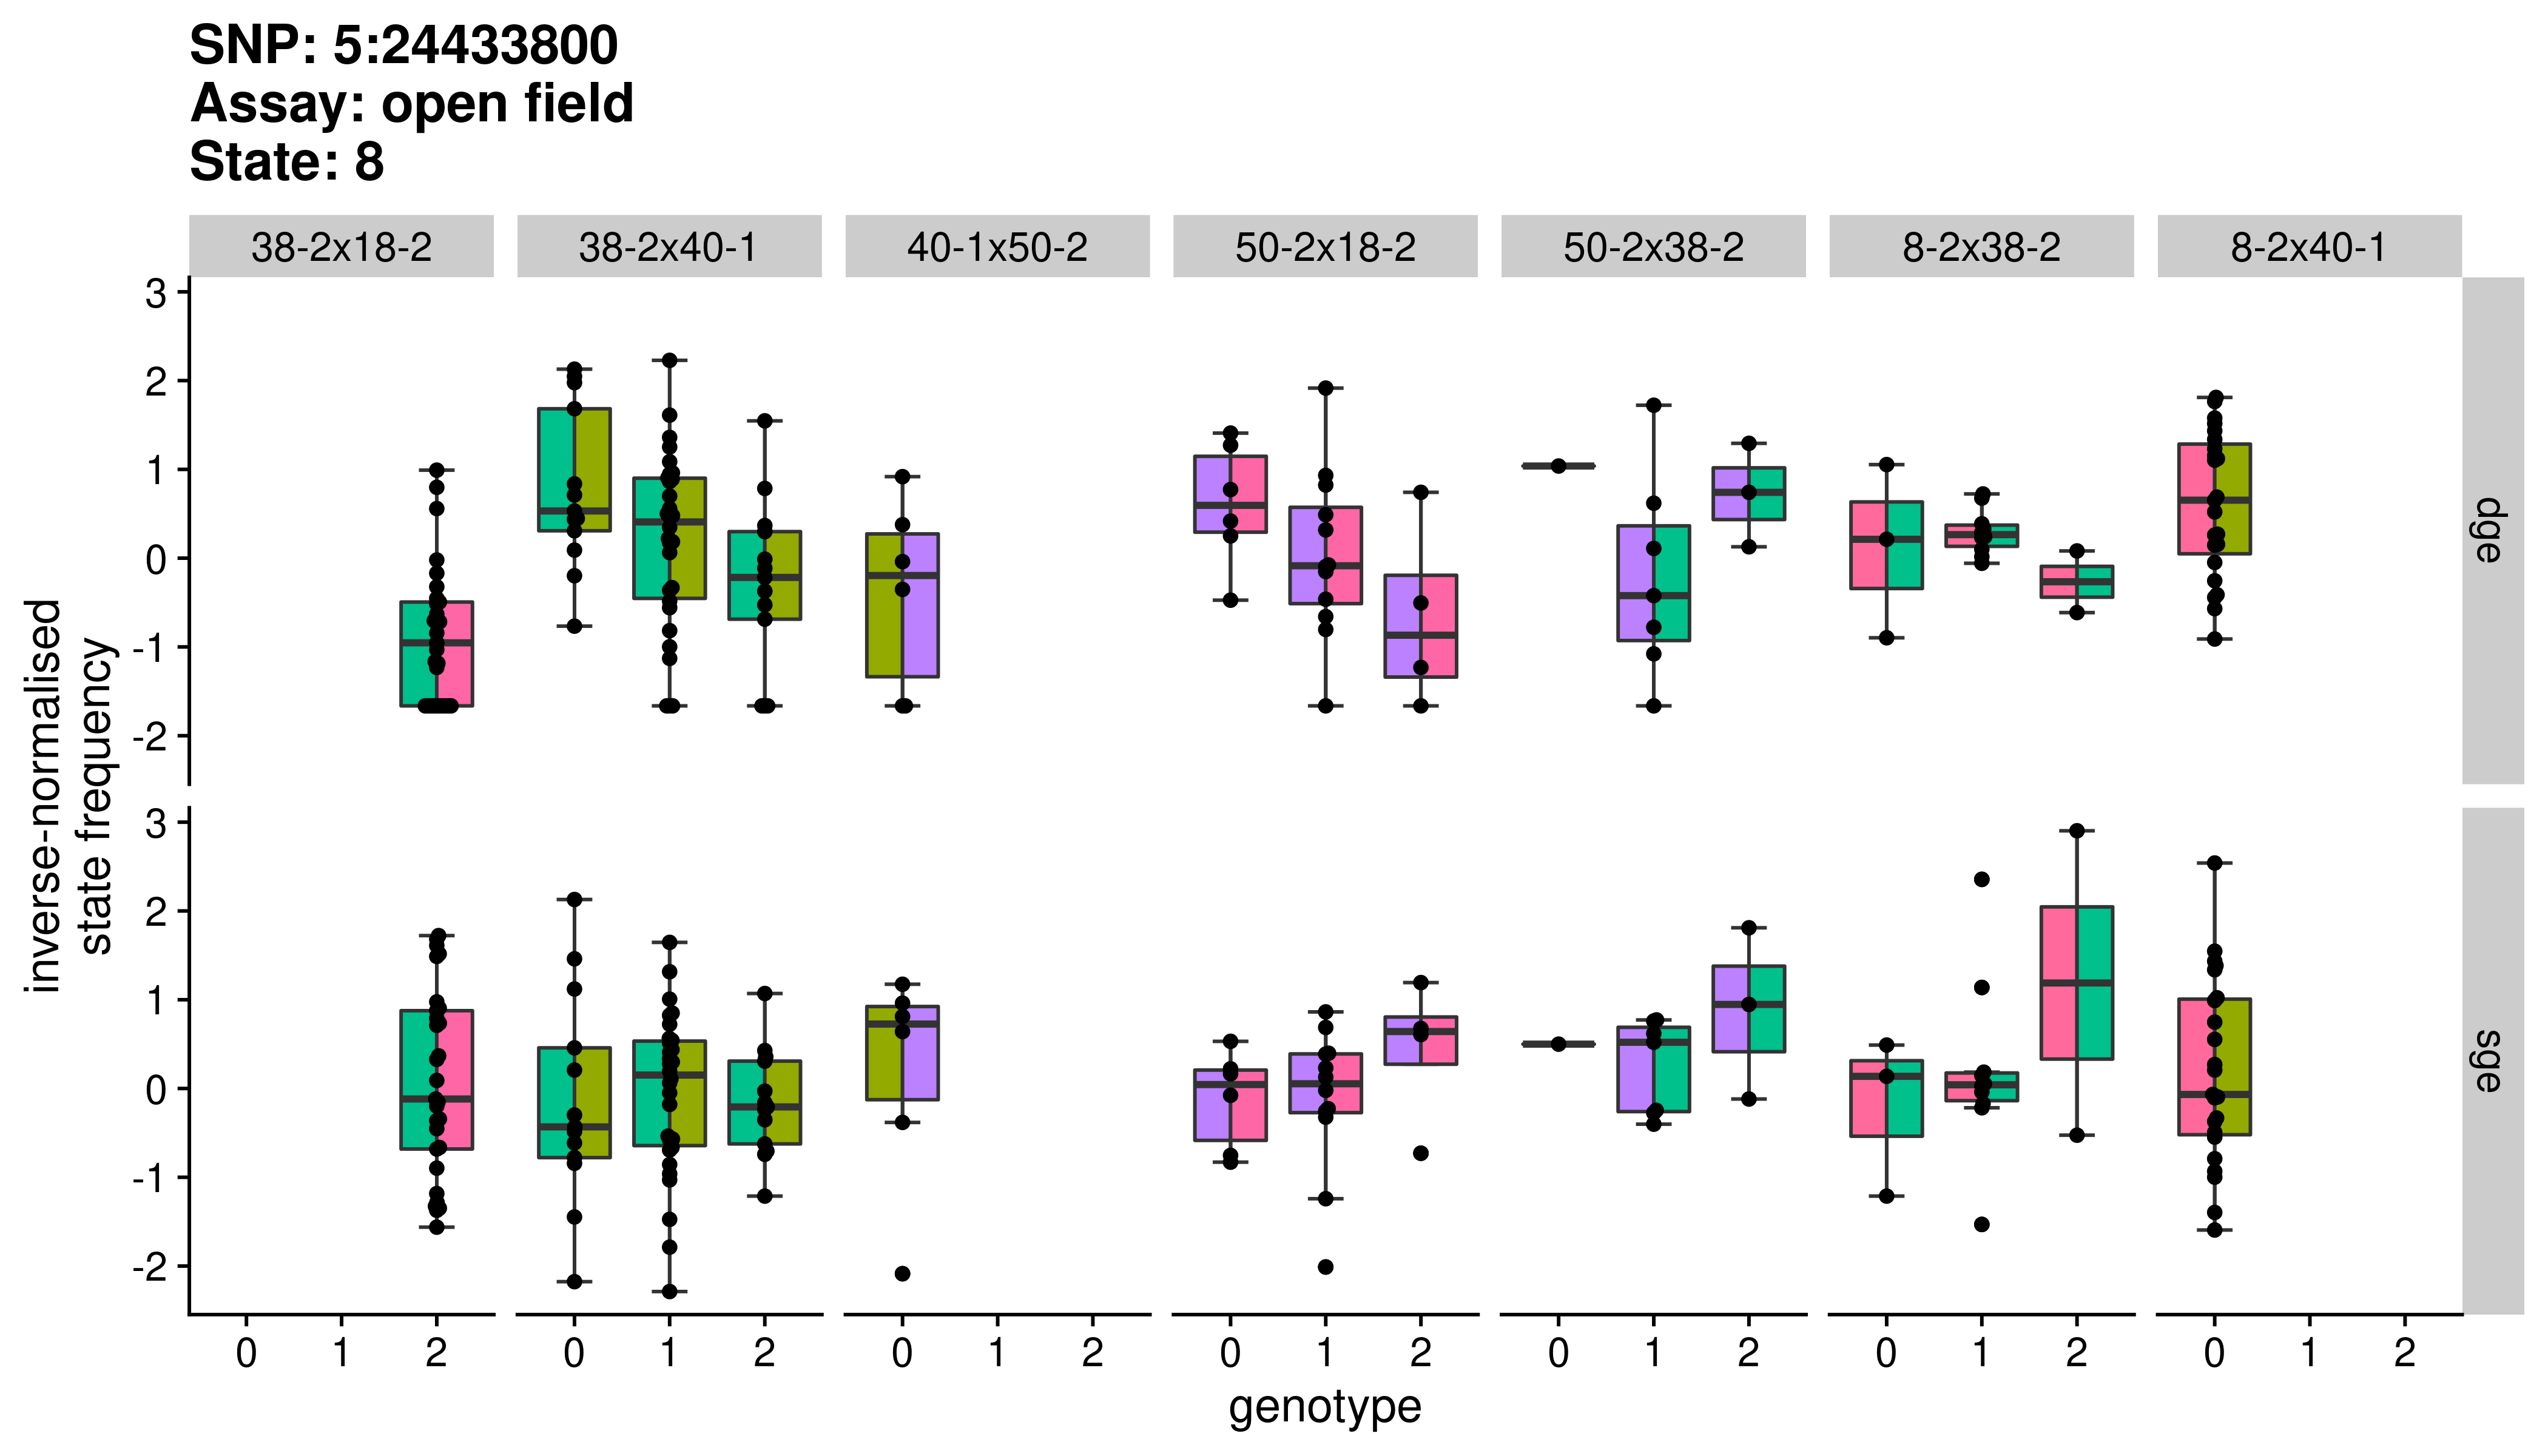 SNP: 5:24433800
Assay: open field
State: 8
38-2x18-2
38-2x40-1
40-1x50-2
50-2x18-2
50-2x38-2
8-2x38-2
8-2x40-1
3
2
1
0
-1
-2
dge
3
2
1
0
-1
-2
sge
inverse-normalised
state frequency
0 1 2
0 1 2
0 1 2
0 1 2
0 1 2
0 1 2
0 1 2
genotype